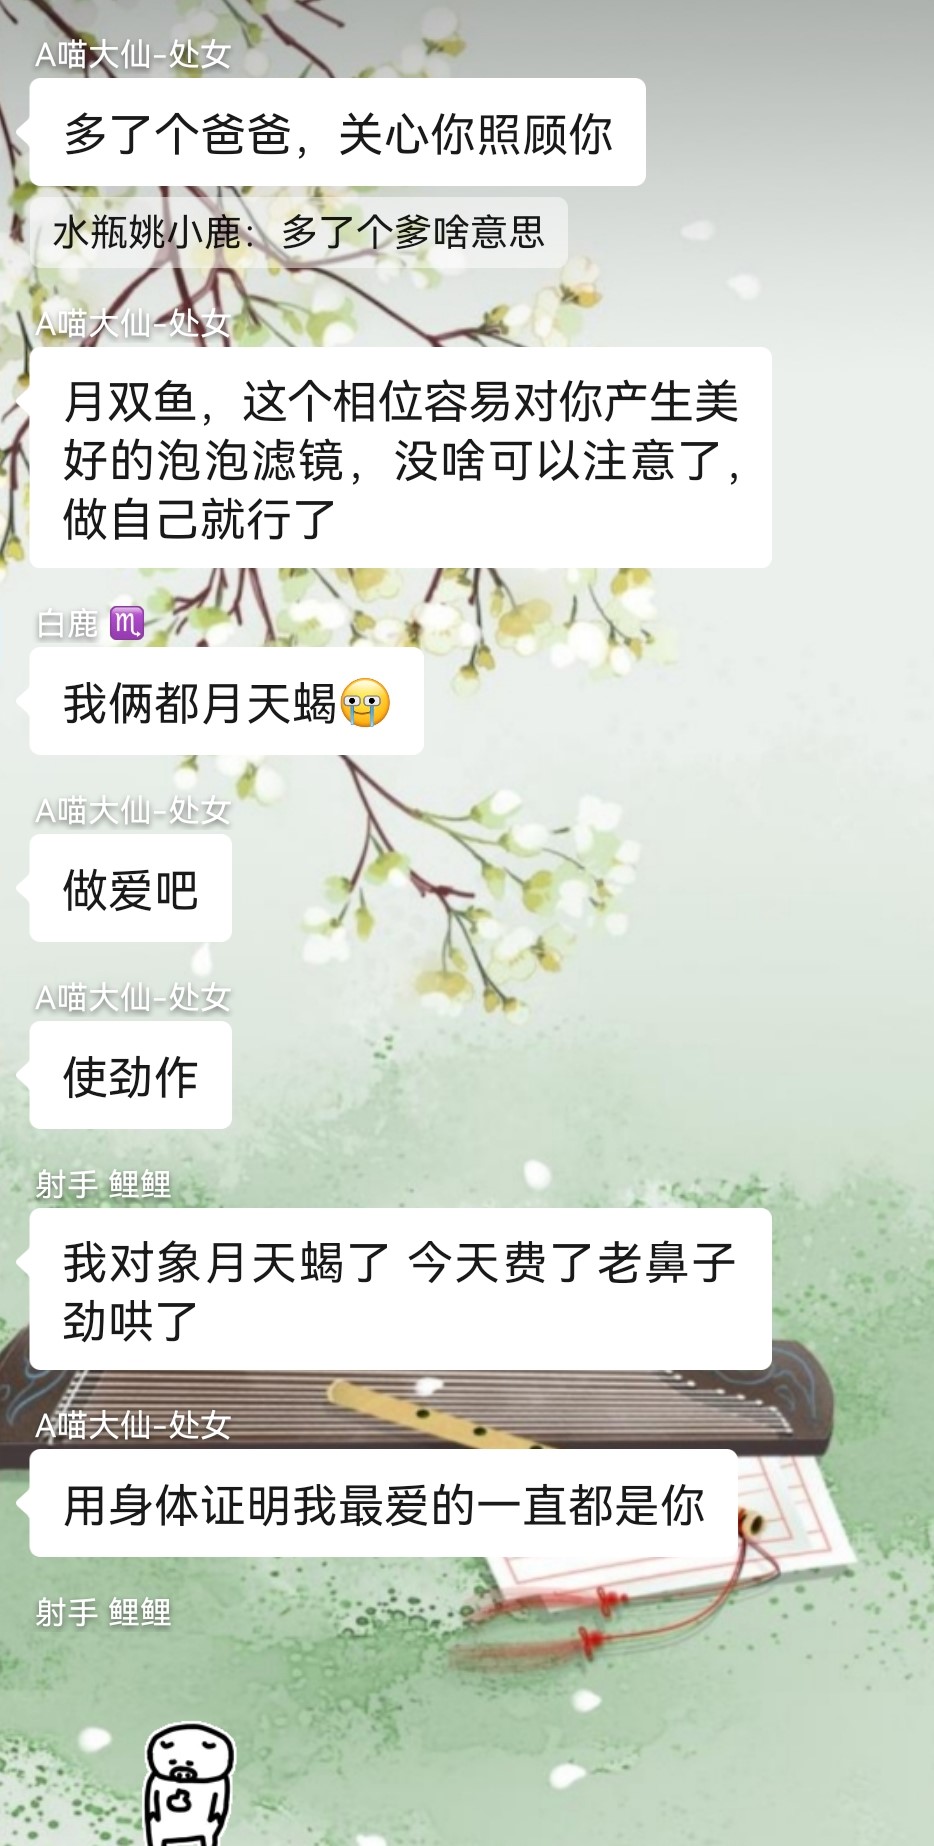 A喵大仙-处女
多了个爸爸，关心你照顾你
水瓶姚小鹿：多了个爹啥意思
A喵大仙-处女
月双鱼，这个相位容易对你产生美
好的泡泡滤镜，没啥可以注意了，
做自己就行了
白鹿 ♏
我俩都月天蝎
A喵大仙-处女
做爱吧
A喵大仙-处女
使劲作
射手 鲤鲤
我对象月天蝎了 今天费了老鼻子
劲哄了
A喵大仙-处女
用身体证明我最爱的一直都是你
射手 鲤鲤